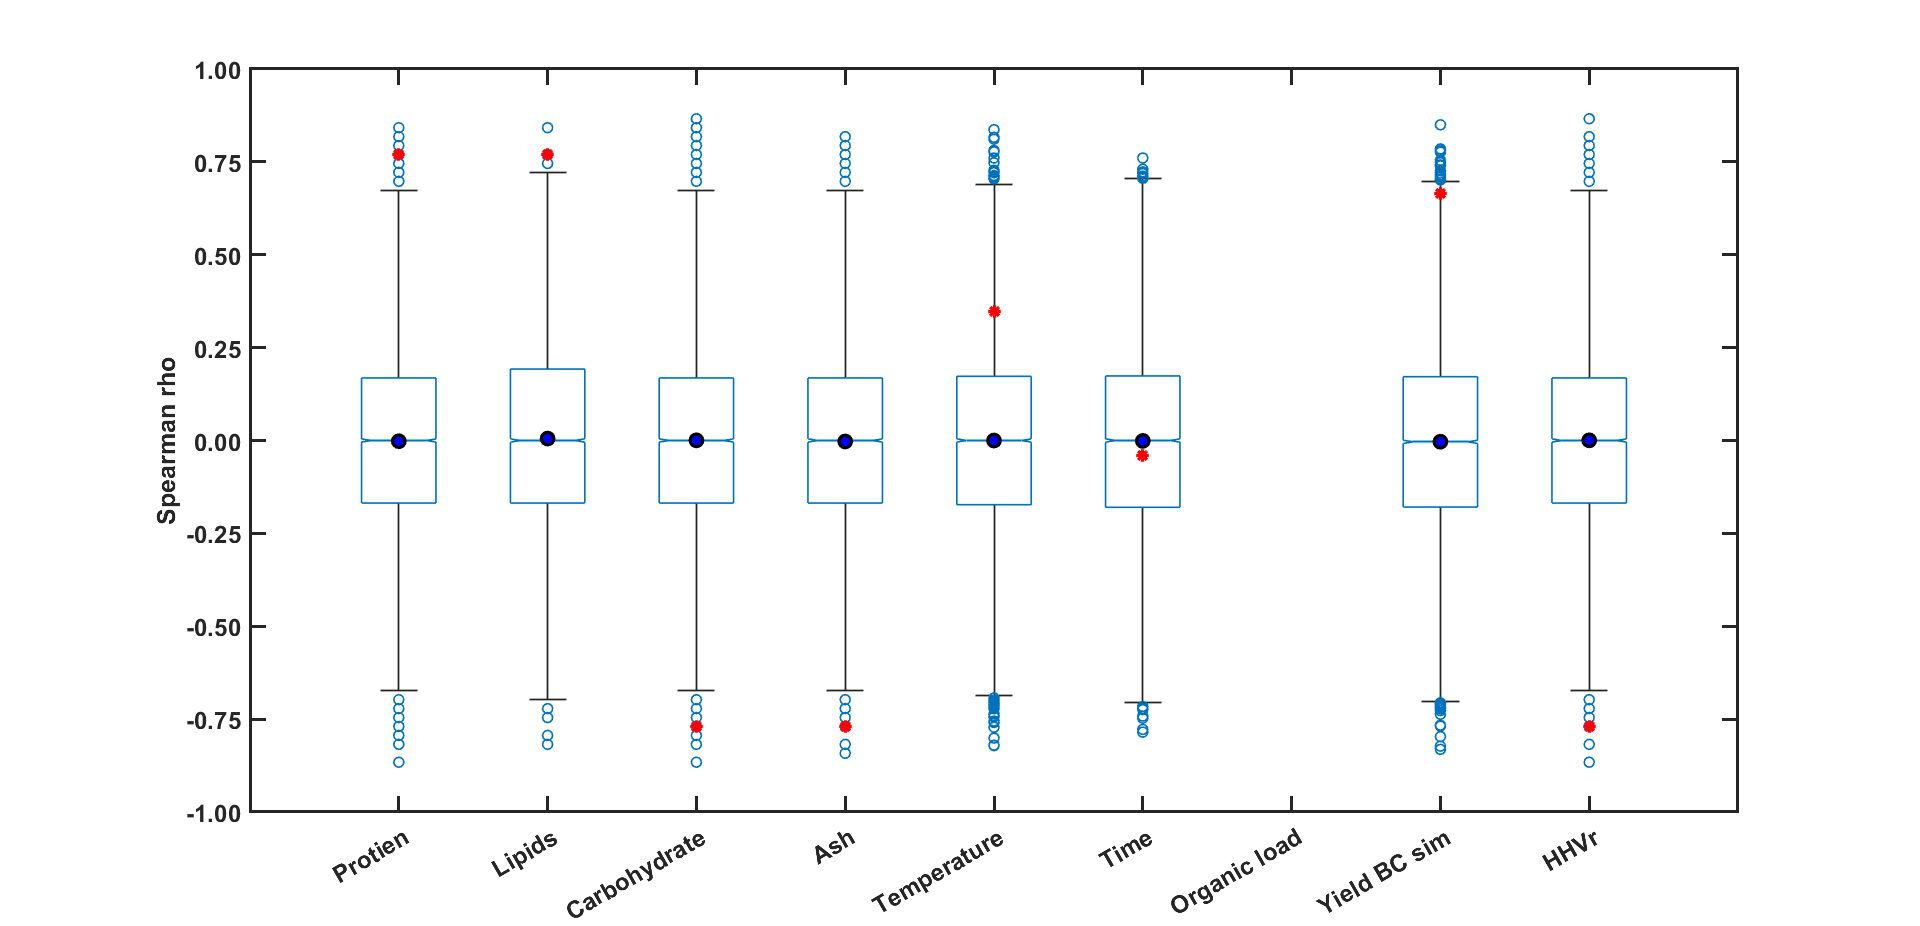 1.00
0.75
0.50
0.25
0.00
-0.25
-0.50
-0.75
-1.00
Spearman rho
Protien
Lipids
Carbohydrate
Ash
Temperature
Time
Organic load
Yield BC sim
HHVr